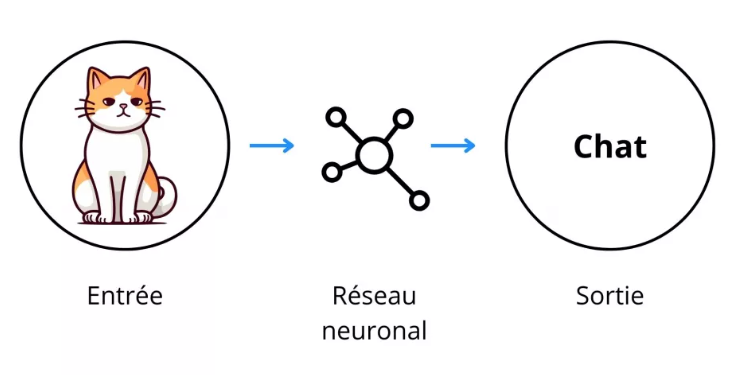 Chat
Entrée
Réseau
neuronal
Sortie